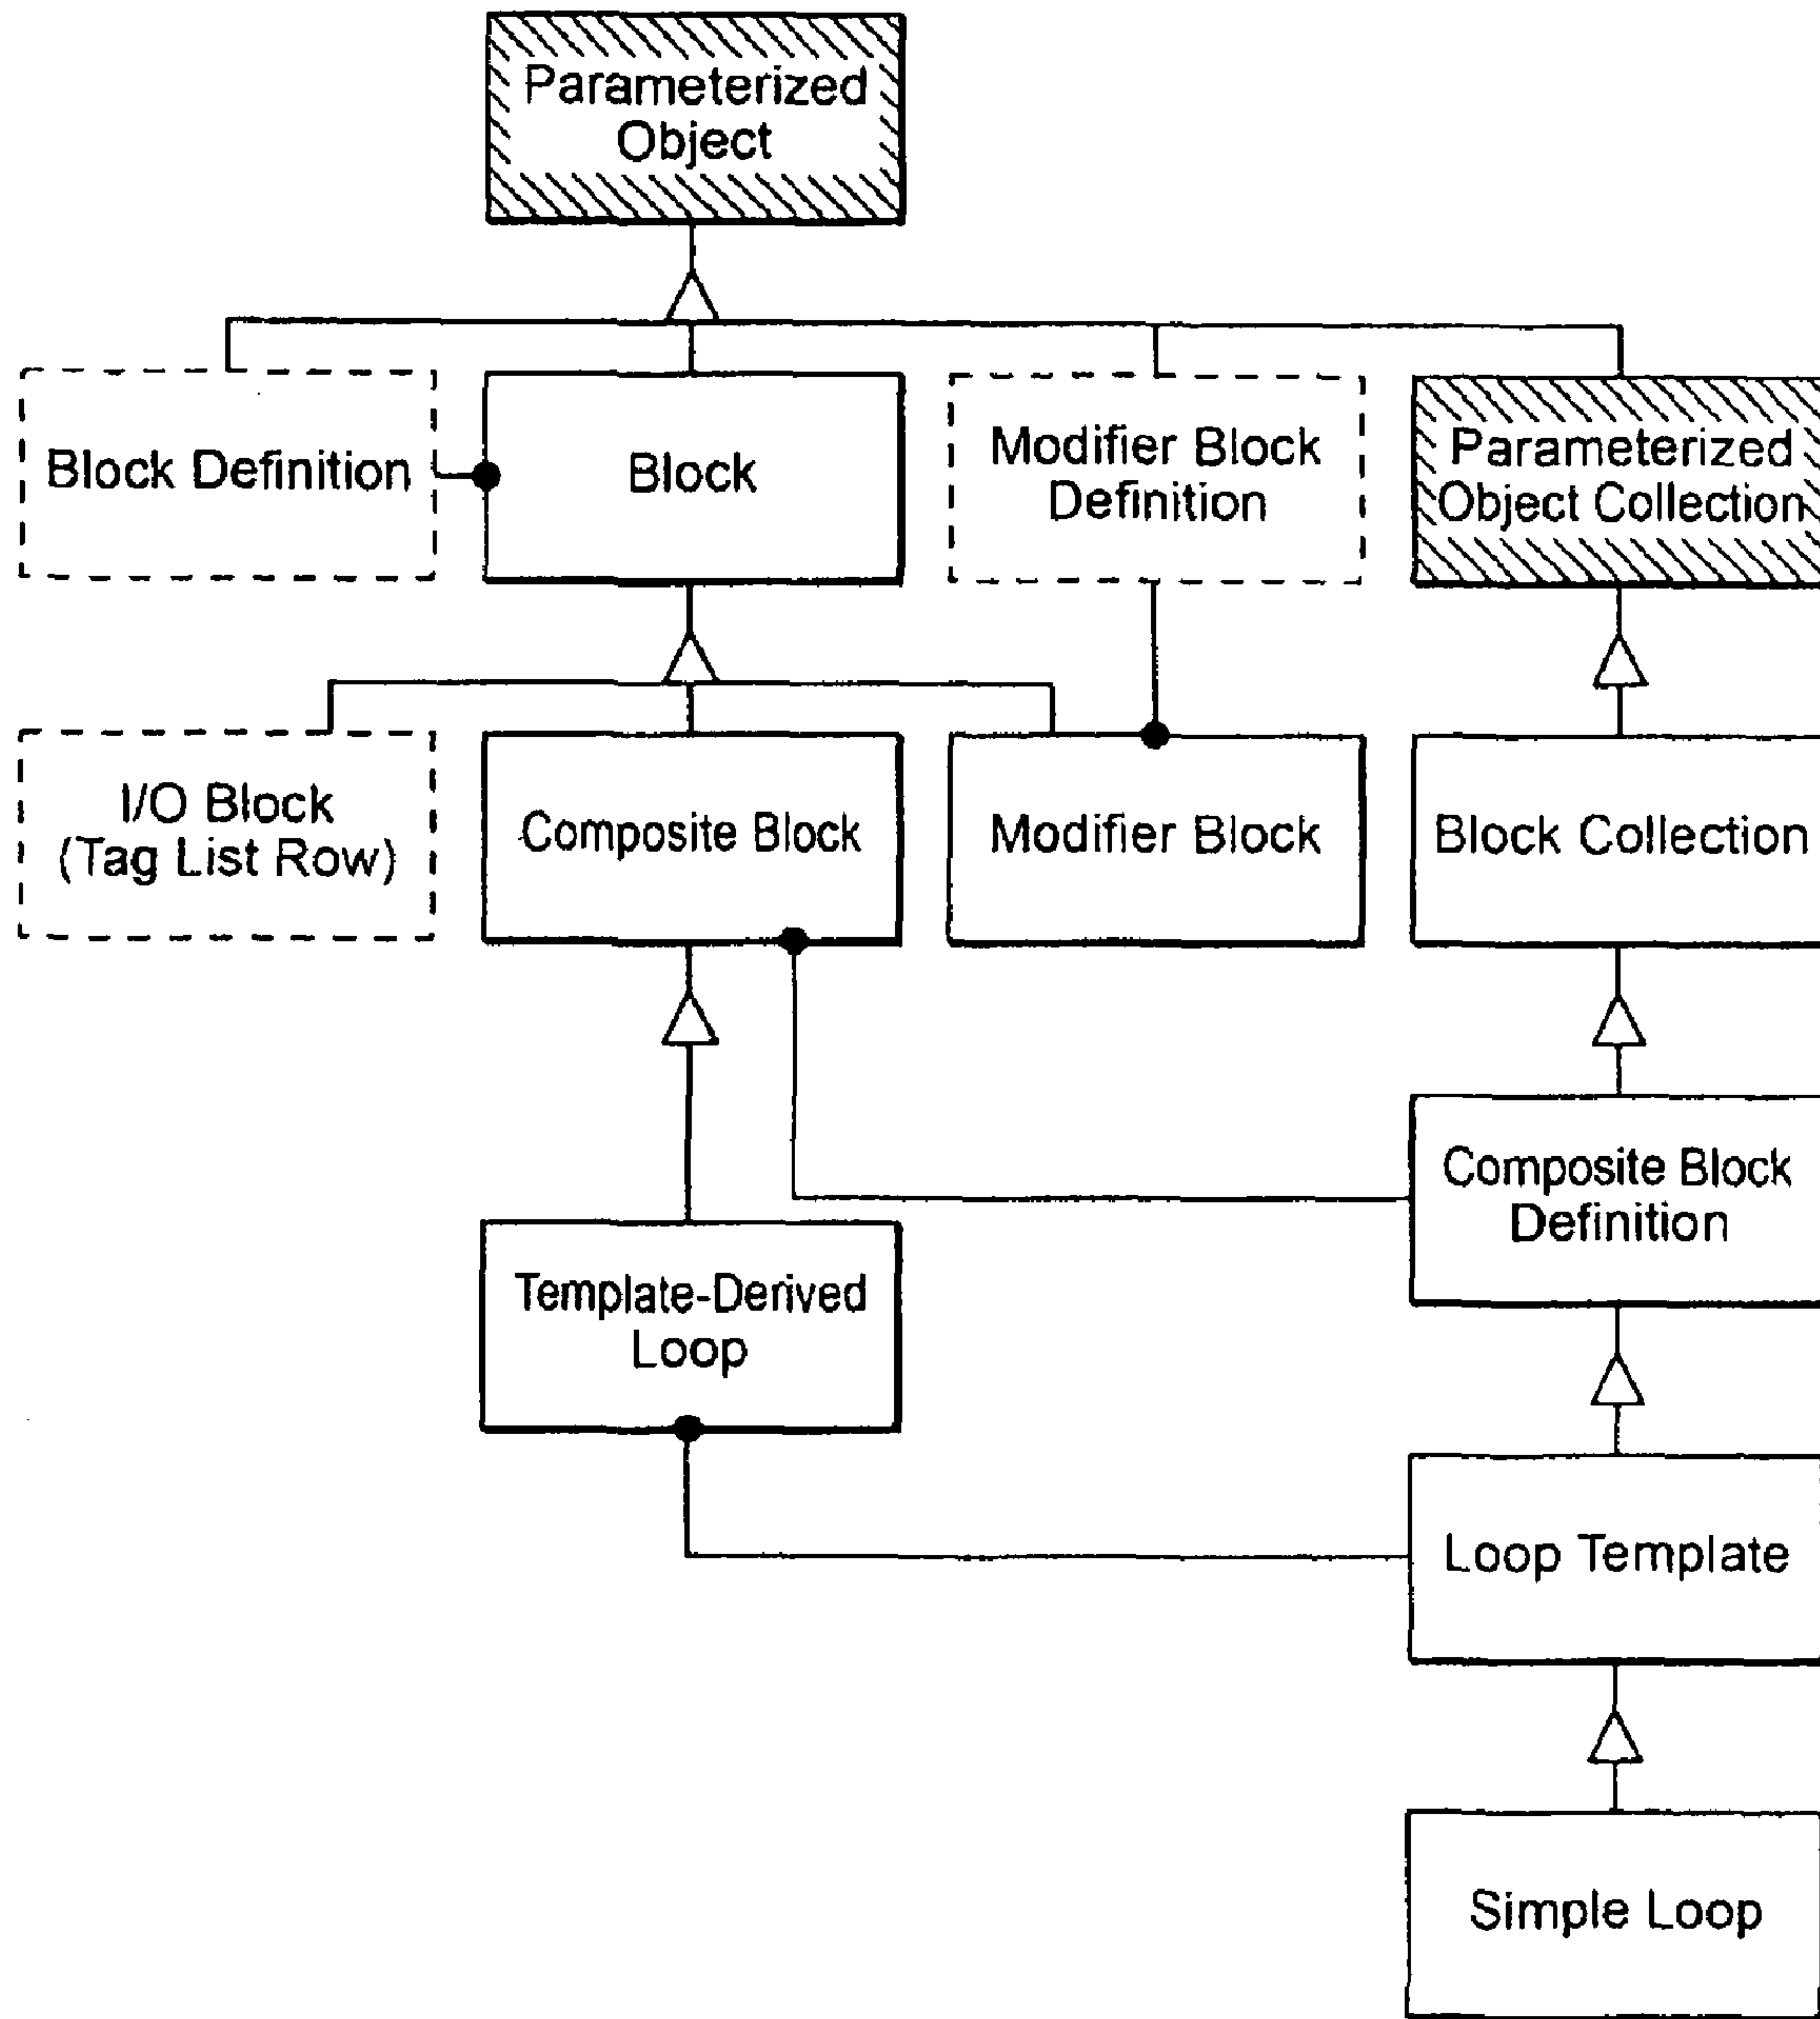 Parameterized
Object
Block Definition
Block
Modifier Block
Definition
Parameterized
Object Collection
I/O Block
(Tag List Row)
Composite Block
Modifier Block
Block Collection
Composite Block
Definition
Template-Derived
Loop
Loop Template
Simple Loop